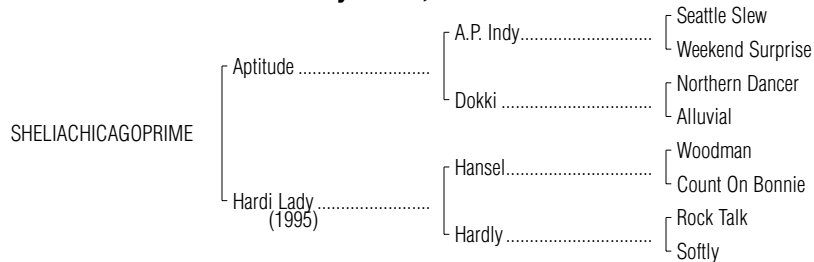 A.P. Indy
Seattle Slew
Weekend Surprise
Aptitude
Dokki
Northern Dancer
Alluvial
SHELIACHICAGOPRIME
Hansel
Woodman
Count On Bonnie
Hardi Lady
(1995)
Hardly
Rock Talk
Softly